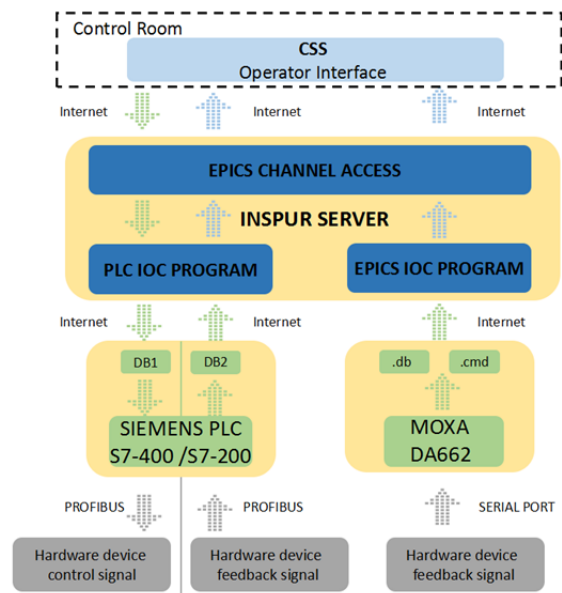 Control Room
CSS
Operator Interface
Internet Internet Internet
EPICS CHANNEL ACCESS
INSPUR SERVER
PLC IOC PROGRAM EPICS IOC PROGRAM
Internet Internet Internet
DB1 DB2 .db .cmd
SIEMENS PLC
S7-400 /S7-200
MOXA
DA662
PROFIBUS PROFIBUS SERIAL PORT
Hardware device
control signal
Hardware device
feedback signal
Hardware device
feedback signal